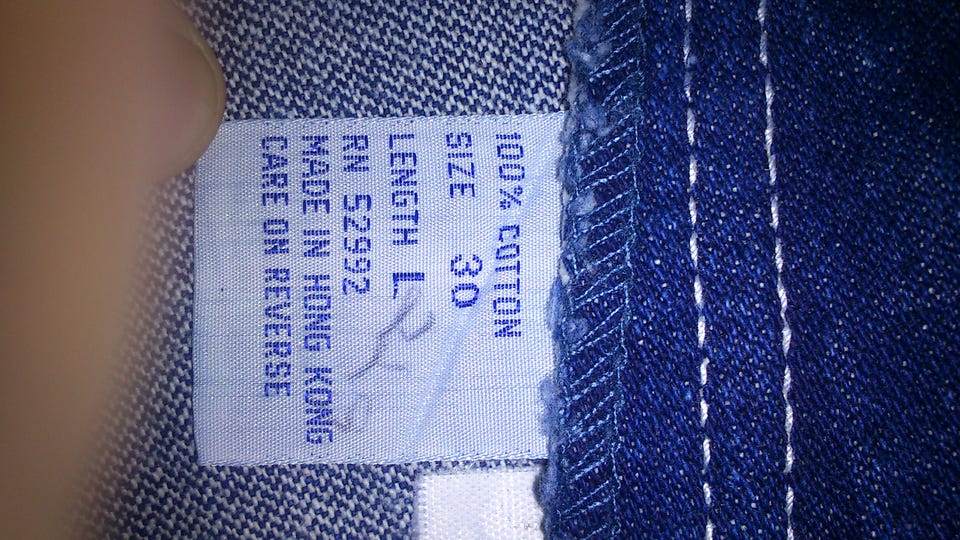 100% COTTON
SIZE 30
LENGTH L
RN 52992
MADE IN HONG KONG
CARE ON REVERSE